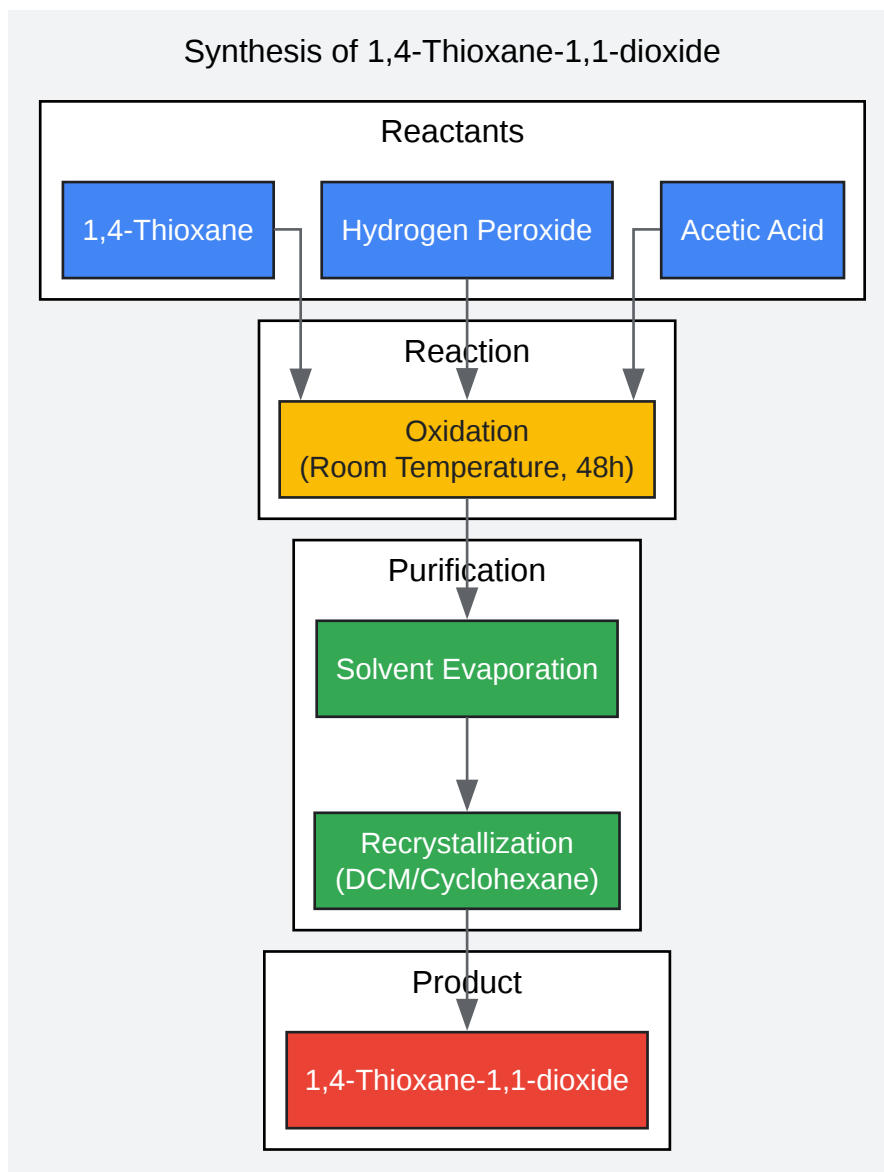 Synthesis of 1,4-Thioxane-1,1-dioxide
Reactants
1,4-Thioxane
Hydrogen Peroxide
Acetic Acid
Reaction
Oxidation
(Room Temperature, 48h)
Purification
Solvent Evaporation
Recrystallization
(DCM/Cyclohexane)
Product
1,4-Thioxane-1,1-dioxide